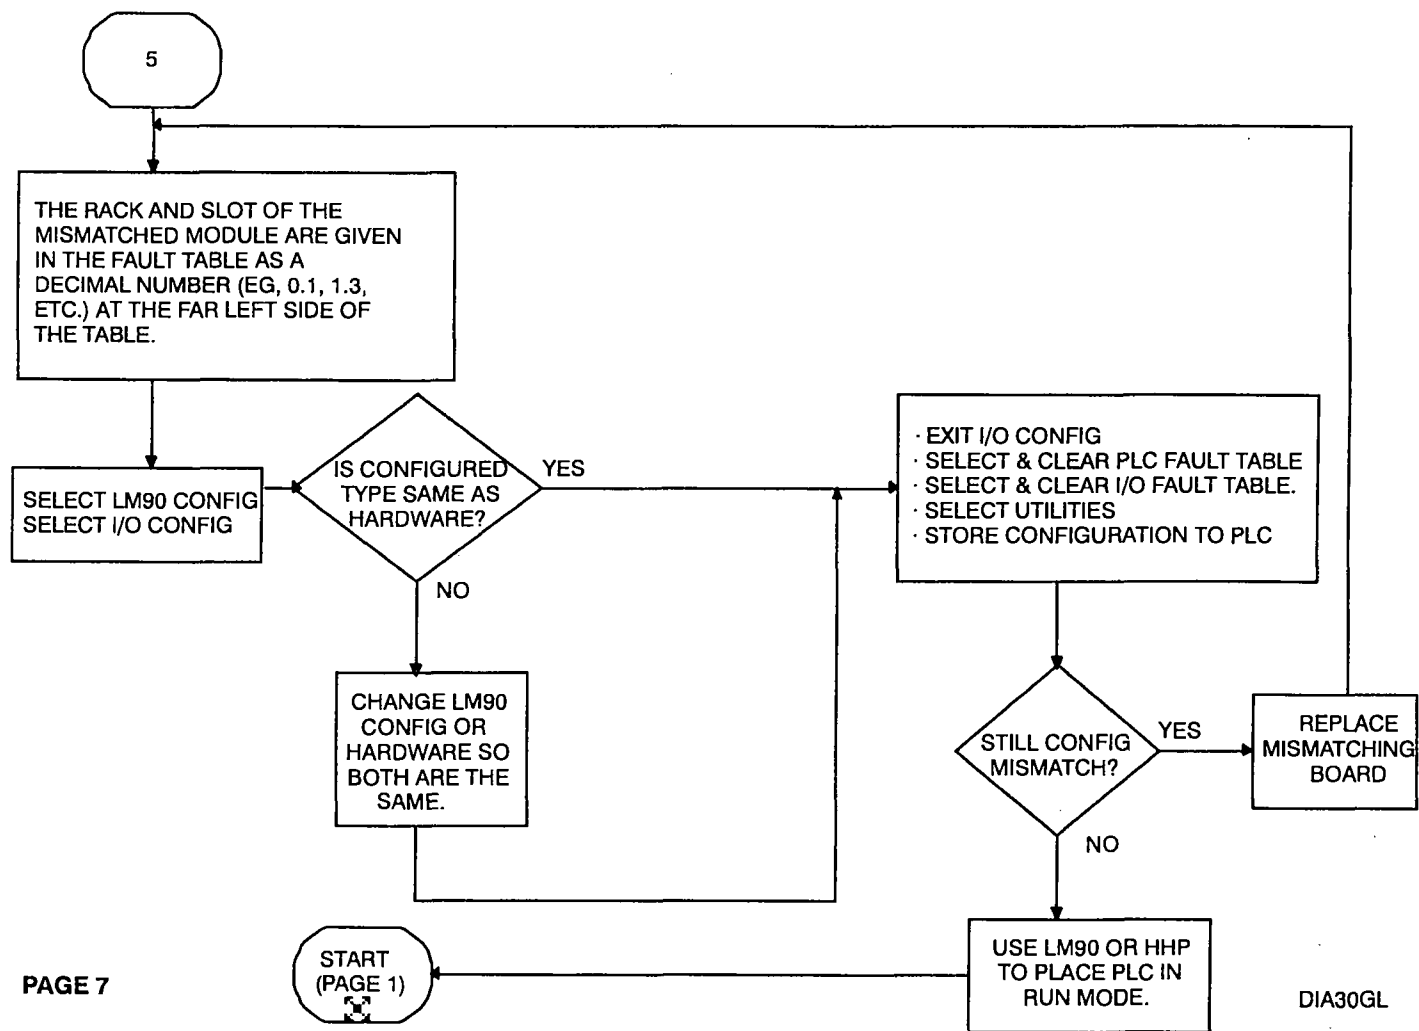 5
THE RACK AND SLOT OF THE
MISMATCHED MODULE ARE GIVEN
IN THE FAULT TABLE AS A
DECIMAL NUMBER (EG, 0.1, 1.3,
ETC.) AT THE FAR LEFT SIDE OF
THE TABLE.
SELECT LM90 CONFIG
SELECT I/O CONFIG
IS CONFIGURED
TYPE SAME AS
HARDWARE?
YES
NO
CHANGE LM90
CONFIG OR
HARDWARE SO
BOTH ARE THE
SAME.
· EXIT I/O CONFIG
· SELECT & CLEAR PLC FAULT TABLE
· SELECT & CLEAR I/O FAULT TABLE.
· SELECT UTILITIES
· STORE CONFIGURATION TO PLC
STILL CONFIG
MISMATCH?
YES
REPLACE
MISMATCHING
BOARD
NO
USE LM90 OR HHP
TO PLACE PLC IN
RUN MODE.
START
(PAGE 1)
PAGE 7
DIA30GL